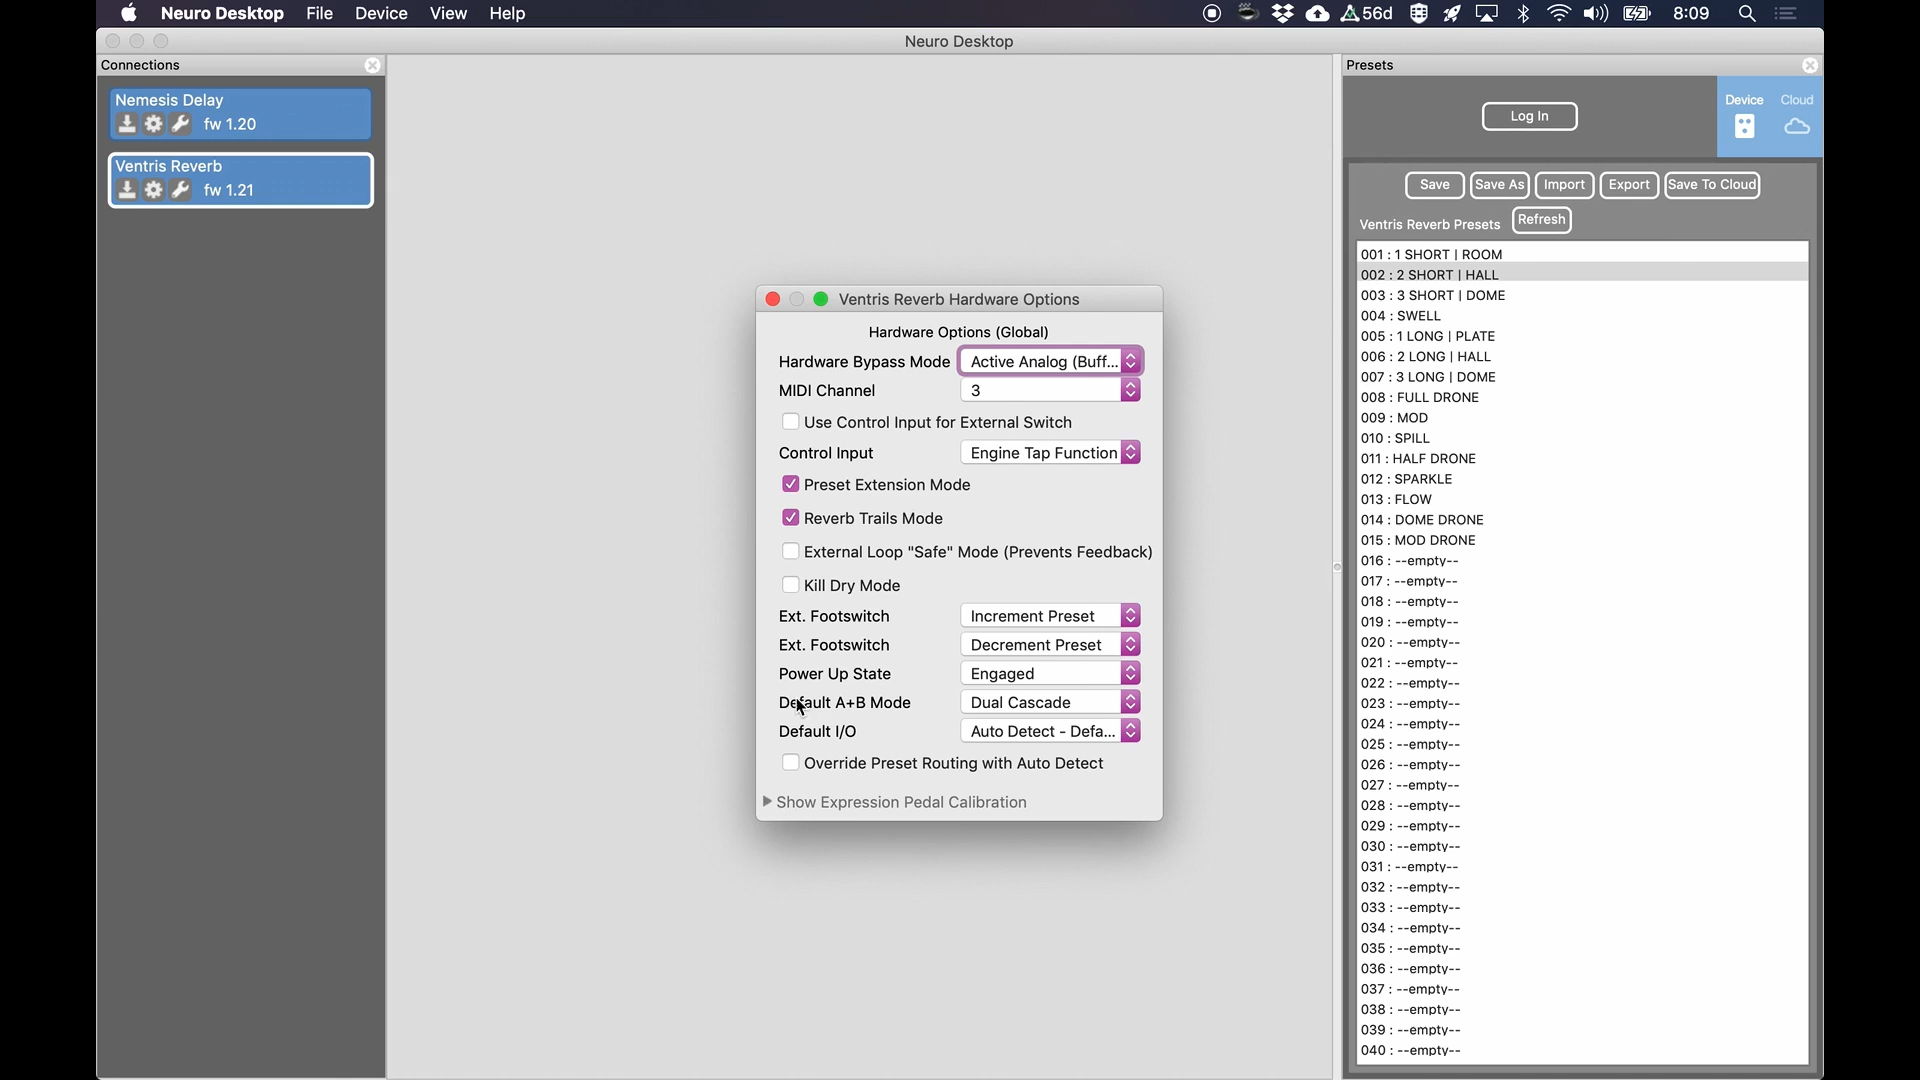 Neuro Desktop File Device View Help 56d 8:09
Neuro Desktop
Connections
Nemesis Delay
fw 1.20
Ventris Reverb
fw 1.21
Ventris Reverb Hardware Options
Hardware Options (Global)
Hardware Bypass Mode Active Analog (Buff...
MIDI Channel 3
Use Control Input for External Switch
Control Input Engine Tap Function
Preset Extension Mode
Reverb Trails Mode
External Loop "Safe" Mode (Prevents Feedback)
Kill Dry Mode
Ext. Footswitch Increment Preset
Ext. Footswitch Decrement Preset
Power Up State Engaged
Default A+B Mode Dual Cascade
Default I/O Auto Detect - Defa...
Override Preset Routing with Auto Detect
Show Expression Pedal Calibration
Presets
Log In
Device Cloud
Save Save As Import Export Save To Cloud
Ventris Reverb Presets Refresh
001 : 1 SHORT | ROOM
002 : 2 SHORT | HALL
003 : 3 SHORT | DOME
004 : SWELL
005 : 1 LONG | PLATE
006 : 2 LONG | HALL
007 : 3 LONG | DOME
008 : FULL DRONE
009 : MOD
010 : SPILL
011 : HALF DRONE
012 : SPARKLE
013 : FLOW
014 : DOME DRONE
015 : MOD DRONE
016 : --empty--
017 : --empty--
018 : --empty--
019 : --empty--
020 : --empty--
021 : --empty--
022 : --empty--
023 : --empty--
024 : --empty--
025 : --empty--
026 : --empty--
027 : --empty--
028 : --empty--
029 : --empty--
030 : --empty--
031 : --empty--
032 : --empty--
033 : --empty--
034 : --empty--
035 : --empty--
036 : --empty--
037 : --empty--
038 : --empty--
039 : --empty--
040 : --empty--